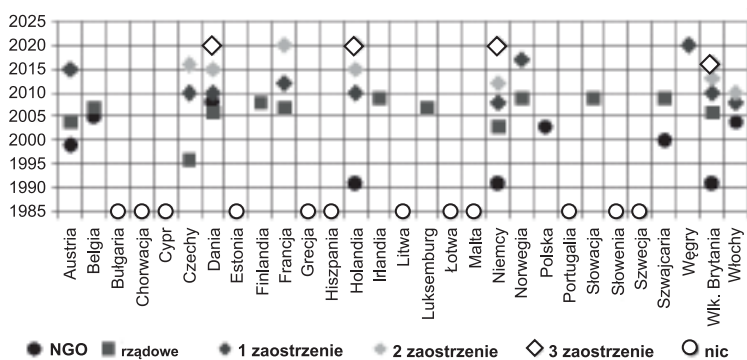 2025
2020
2015
2010
2005
2000
1995
1990
1985
Austria
Belgia
Bułgaria
Chorwacja
Cypr
Czechy
Dania
Estonia
Finlandia
Francja
Grecja
Hiszpania
Holandia
Irlandia
Litwa
Luksemburg
Łotwa
Malta
Niemcy
Norwegia
Polska
Portugalia
Słowacja
Słowenia
Szwecja
Szwajcaria
Węgry
Wlk. Brytania
Włochy
NGO rządowe 1 zaostrzenie 2 zaostrzenie 3 zaostrzenie nic